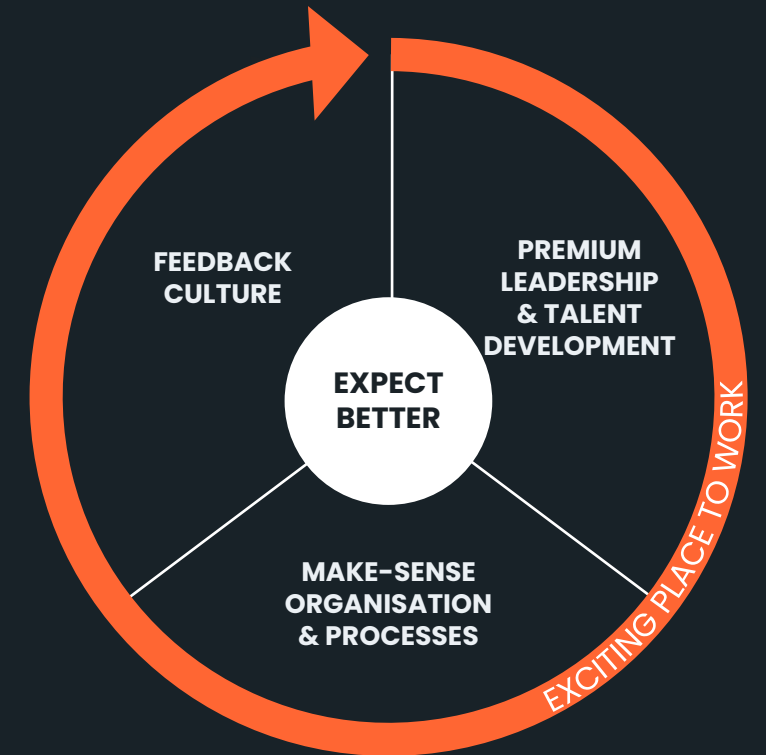 FEEDBACK
CULTURE
PREMIUM
LEADERSHIP
& TALENT
DEVELOPMENT
EXPECT
BETTER
MAKE-SENSE
ORGANISATION
& PROCESSES
EXCITING PLACE TO WORK